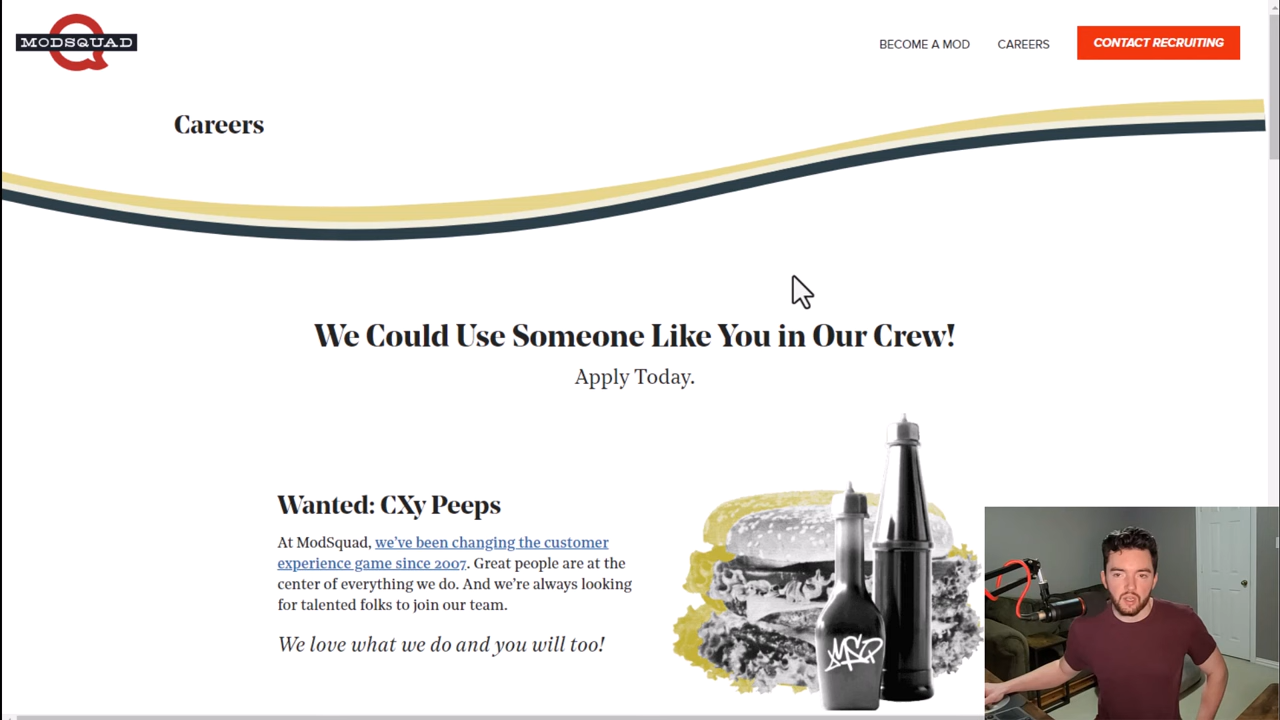 MODSQUAD
BECOME A MOD
CAREERS
CONTACT RECRUITING
Careers
We Could Use Someone Like You in Our Crew!
Apply Today.
Wanted: CXy Peeps
At ModSquad, we've been changing the customer
experience game since 2007. Great people are at the
center of everything we do. And we're always looking
for talented folks to join our team.
We love what we do and you will too!
MSQ